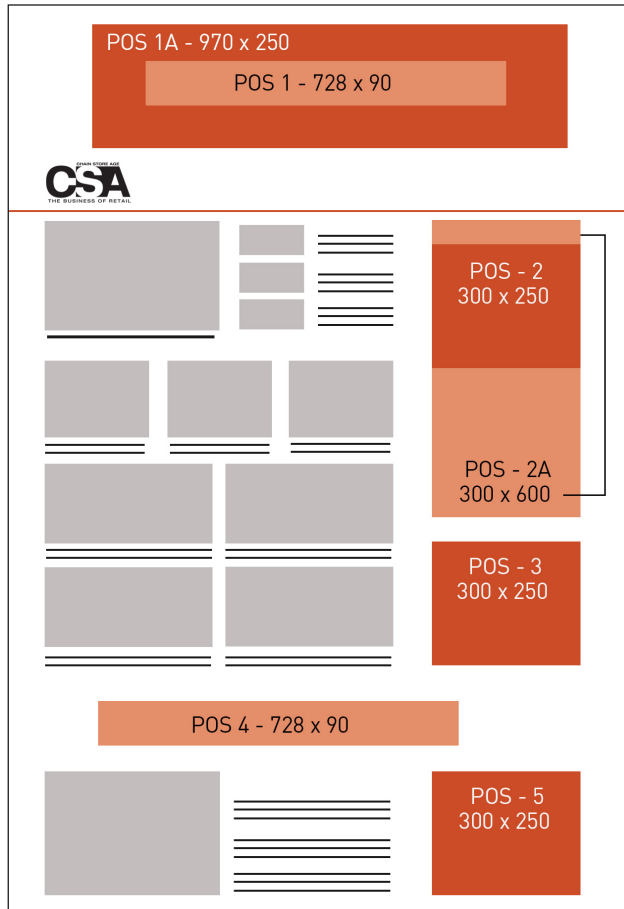 POS 1A - 970 x 250
POS 1 - 728 x 90
CHAIN STORE AGE
CSA
THE BUSINESS OF RETAIL
POS - 2
300 x 250
POS - 2A
300 x 600
POS - 3
300 x 250
POS 4 - 728 x 90
POS - 5
300 x 250